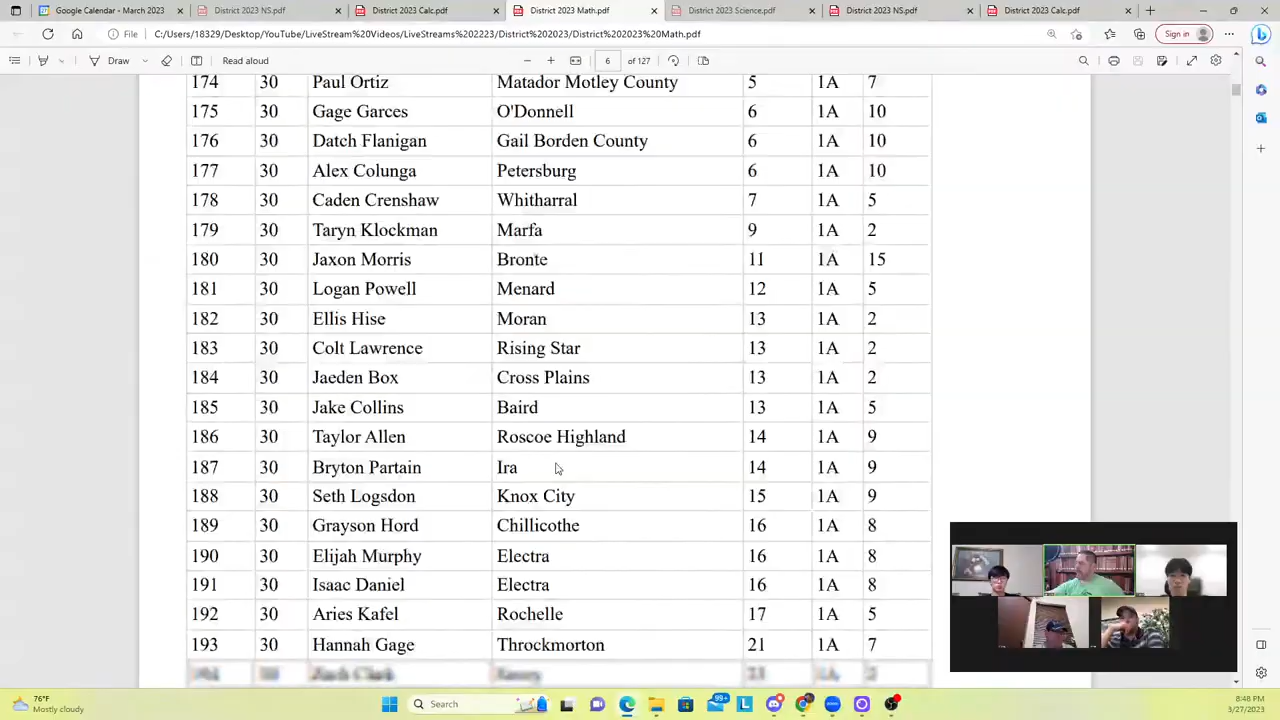 Google Calendar - March 2023
District 2023 NS.pdf
District 2023 Calc.pdf
District 2023 Math.pdf
District 2023 Science.pdf
District 2023 NS.pdf
District 2023 Calc.pdf
File C:/Users/18329/Desktop/YouTube/LiveStream%20Videos/LiveStreams%202223/District%202023/District%202023%20Math.pdf Sign in
Draw Read aloud 6 of 127
174 30 Paul Ortiz Matador Motley County 5 1A 7
175 30 Gage Garces O'Donnell 6 1A 10
176 30 Datch Flanigan Gail Borden County 6 1A 10
177 30 Alex Colunga Petersburg 6 1A 10
178 30 Caden Crenshaw Whitharral 7 1A 5
179 30 Taryn Klockman Marfa 9 1A 2
180 30 Jaxon Morris Bronte 11 1A 15
181 30 Logan Powell Menard 12 1A 5
182 30 Ellis Hise Moran 13 1A 2
183 30 Colt Lawrence Rising Star 13 1A 2
184 30 Jaeden Box Cross Plains 13 1A 2
185 30 Jake Collins Baird 13 1A 5
186 30 Taylor Allen Roscoe Highland 14 1A 9
187 30 Bryton Partain Ira 14 1A 9
188 30 Seth Logsdon Knox City 15 1A 9
189 30 Grayson Hord Chillicothe 16 1A 8
190 30 Elijah Murphy Electra 16 1A 8
191 30 Isaac Daniel Electra 16 1A 8
192 30 Aries Kafel Rochelle 17 1A 5
193 30 Hannah Gage Throckmorton 21 1A 7
194 30 Zach Clark
76°F
Mostly cloudy
Search
99+
8:48 PM
3/27/2023